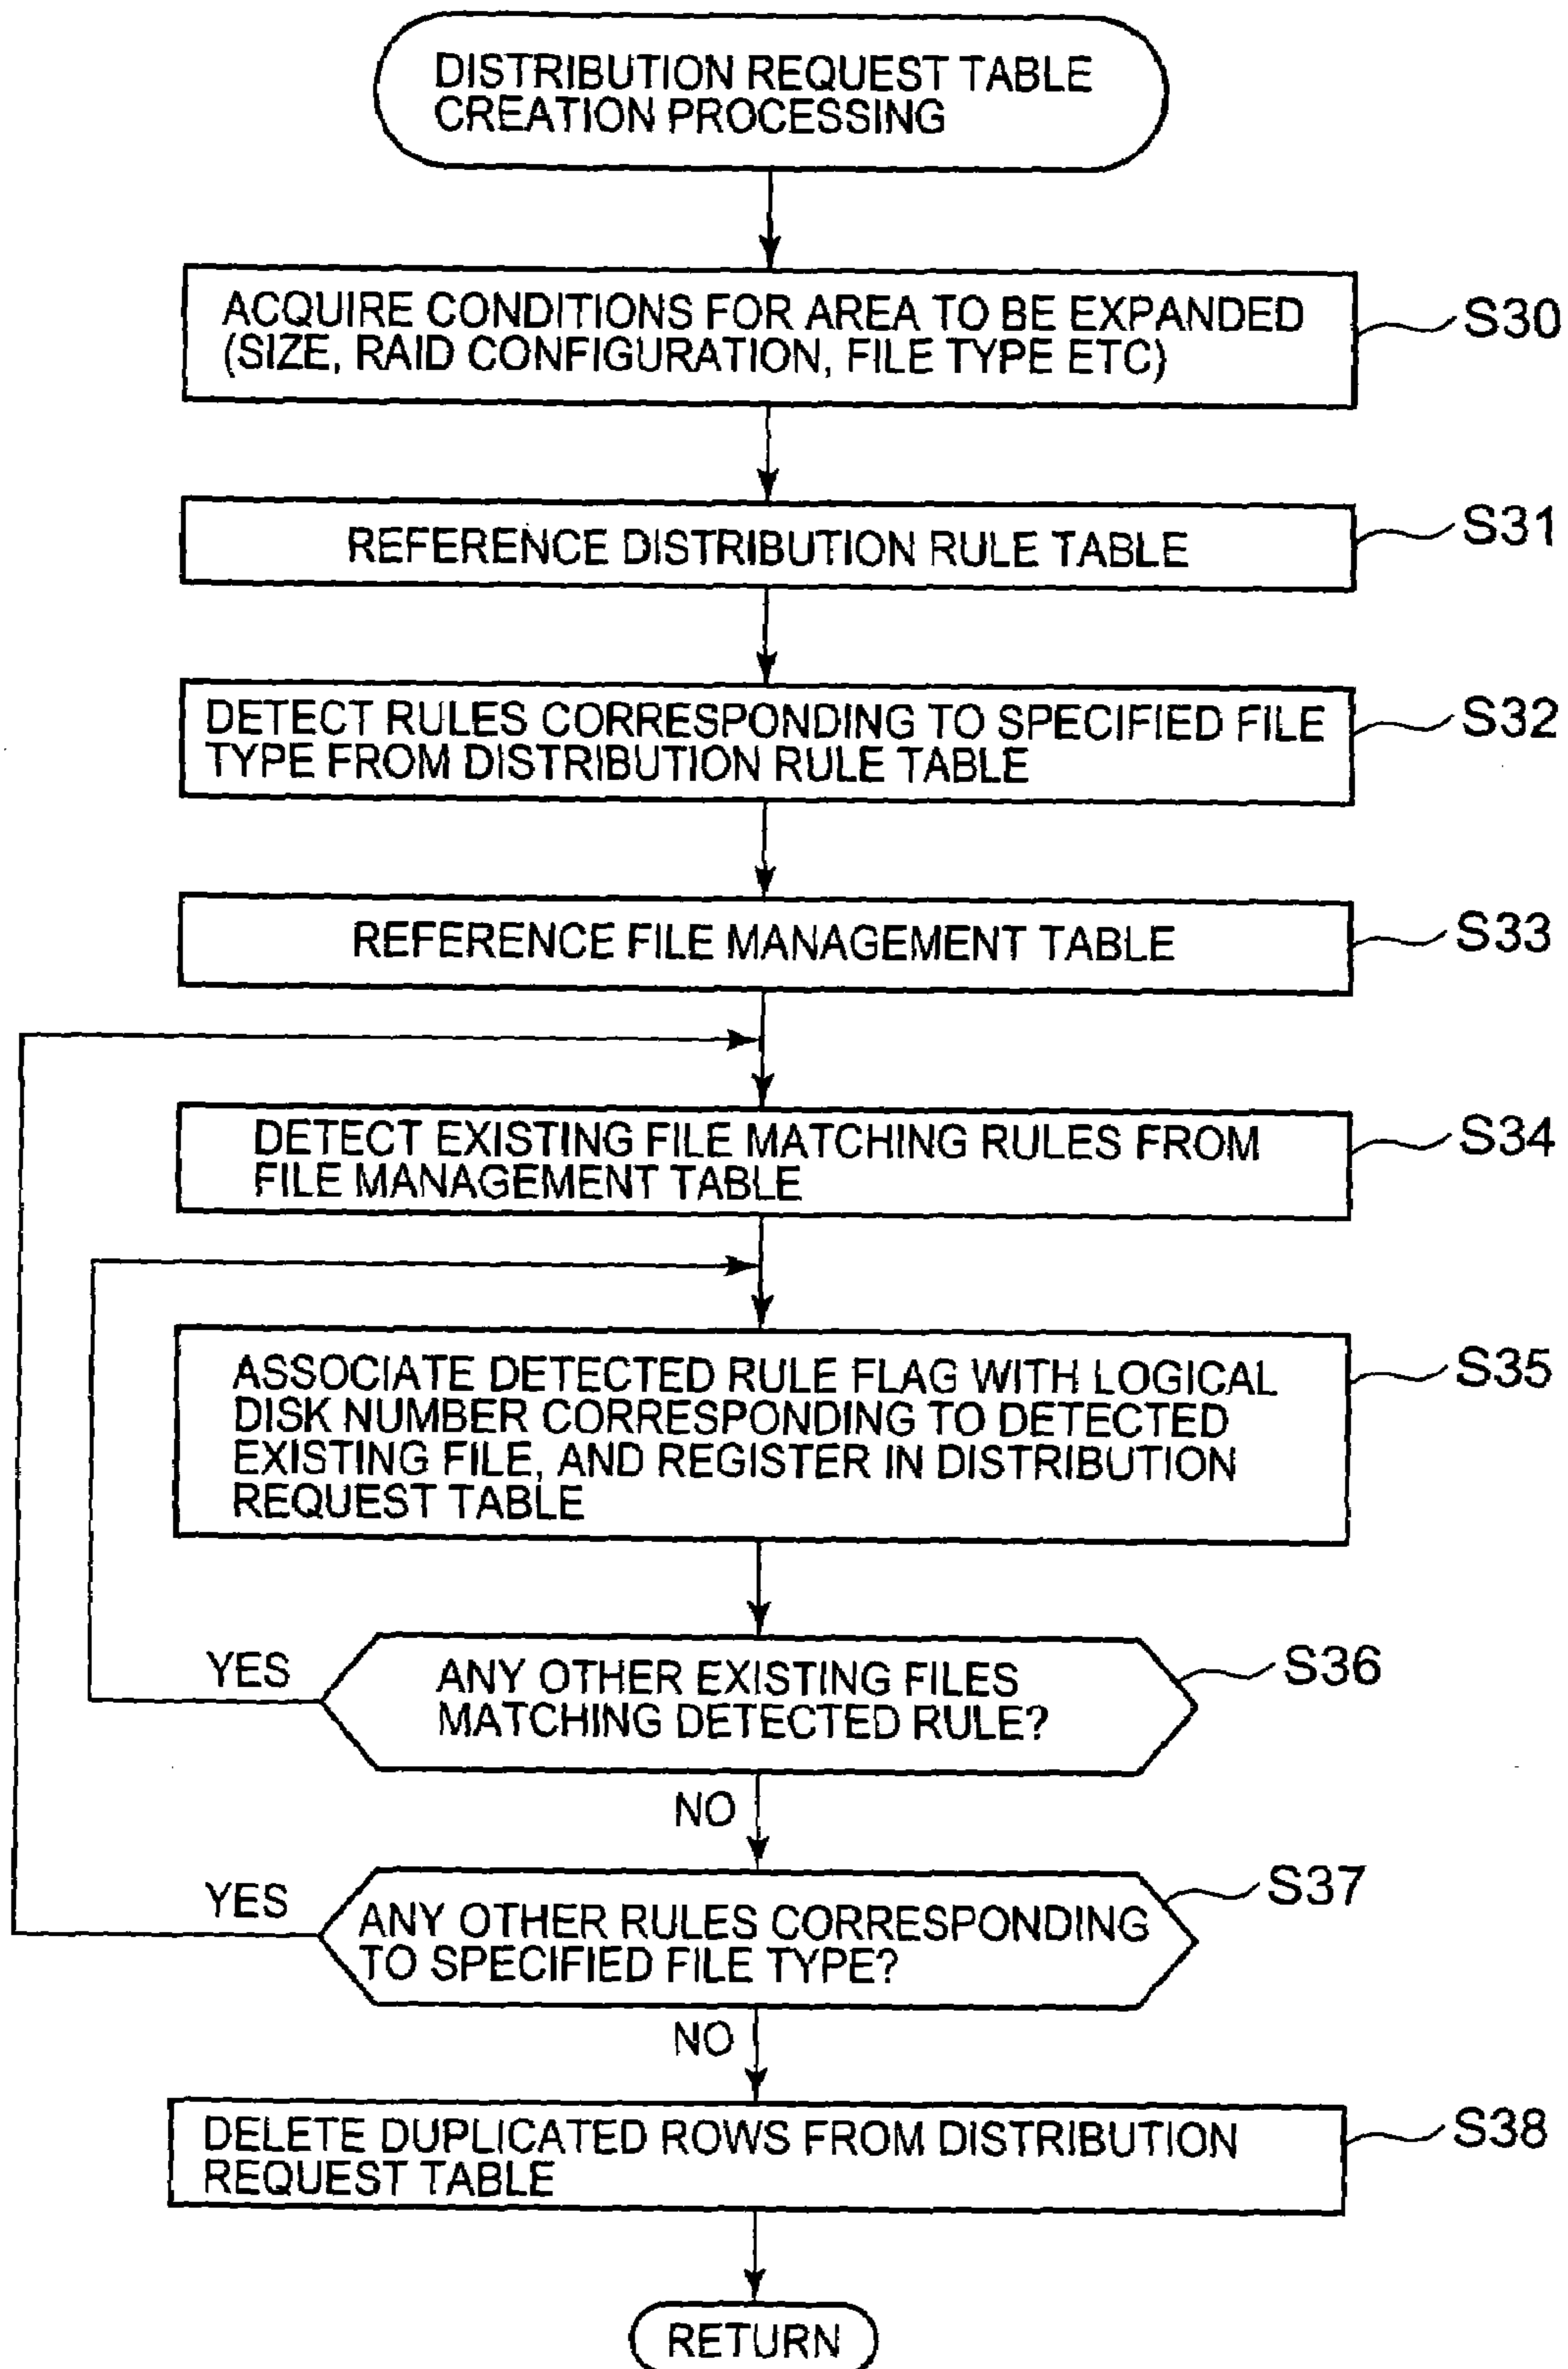 DISTRIBUTION REQUEST TABLE
CREATION PROCESSING
ACQUIRE CONDITIONS FOR AREA TO BE EXPANDED
(SIZE, RAID CONFIGURATION, FILE TYPE ETC)
S30
REFERENCE DISTRIBUTION RULE TABLE
S31
DETECT RULES CORRESPONDING TO SPECIFIED FILE
TYPE FROM DISTRIBUTION RULE TABLE
S32
REFERENCE FILE MANAGEMENT TABLE
S33
DETECT EXISTING FILE MATCHING RULES FROM
FILE MANAGEMENT TABLE
S34
ASSOCIATE DETECTED RULE FLAG WITH LOGICAL
DISK NUMBER CORRESPONDING TO DETECTED
EXISTING FILE, AND REGISTER IN DISTRIBUTION
REQUEST TABLE
S35
YES
ANY OTHER EXISTING FILES
MATCHING DETECTED RULE?
S36
NO
YES
ANY OTHER RULES CORRESPONDING
TO SPECIFIED FILE TYPE?
S37
NO
DELETE DUPLICATED ROWS FROM DISTRIBUTION
REQUEST TABLE
S38
RETURN